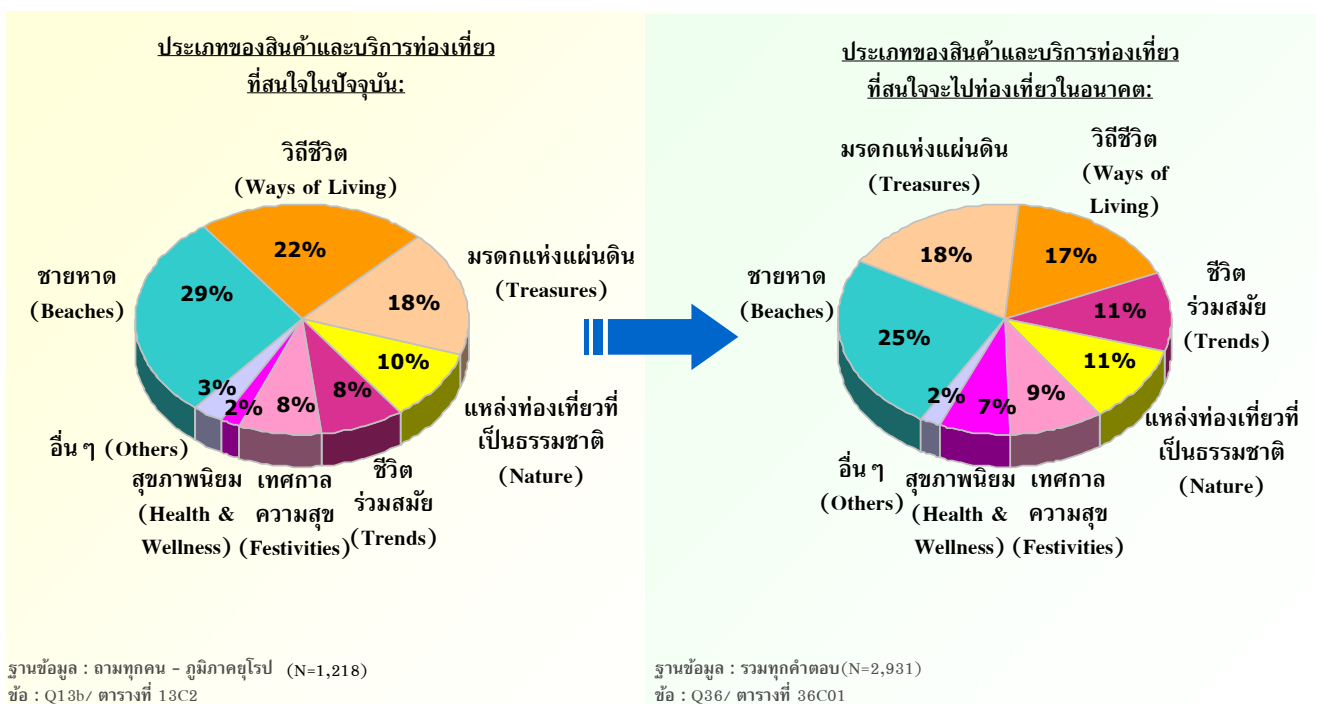 ประเภทของสินค้าและบริการท่องเที่ยว
ที่สนใจในปัจจุบัน:
วิถีชีวิต
(Ways of Living)
22%
มรดกแห่งแผ่นดิน
(Treasures)
18%
ชายหาด
(Beaches)
29%
10%
3%
2%
8%
8%
แหล่งท่องเที่ยวที่
เป็นธรรมชาติ
(Nature)
อื่น ๆ (Others)
สุขภาพนิยม
(Health &
Wellness)
เทศกาล
ความสุข
(Festivities)
ชีวิต
ร่วมสมัย
(Trends)
ฐานข้อมูล : ถามทุกคน - ภูมิภาคยุโรป (N=1,218)
ข้อ : Q13b/ ตารางที่ 13C2
ประเภทของสินค้าและบริการท่องเที่ยว
ที่สนใจจะไปท่องเที่ยวในอนาคต:
มรดกแห่งแผ่นดิน
(Treasures)
วิถีชีวิต
(Ways of
Living)
18%
17%
ชายหาด
(Beaches)
ชีวิต
ร่วมสมัย
(Trends)
11%
25%
11%
2%
7%
9%
แหล่งท่องเที่ยวที่
เป็นธรรมชาติ
(Nature)
อื่น ๆ
(Others)
สุขภาพนิยม
(Health &
Wellness)
เทศกาล
ความสุข
(Festivities)
ฐานข้อมูล : รวมทุกคำตอบ(N=2,931)
ข้อ : Q36/ ตารางที่ 36C01